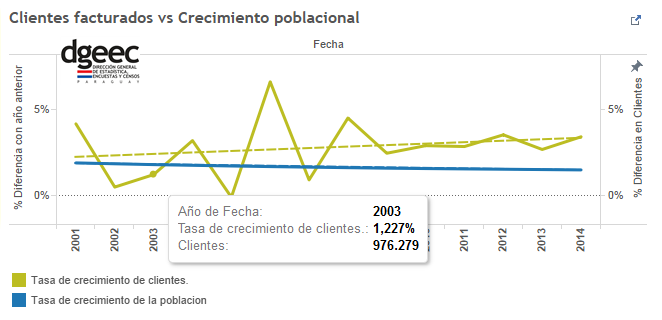 Clientes facturados vs Crecimiento poblacional
Fecha
dgeec
DIRECCIÓN GENERAL
DE ESTADÍSTICA,
ENCUESTAS Y CENSOS
PARAGUAY
% Diferencia con año anterior
5%
0%
% Diferencia en Clientes
5%
0%
Año de Fecha: 2003
Tasa de crecimiento de clientes.: 1,227%
Clientes: 976.279
2001
2002
2003
2011
2012
2013
2014
Tasa de crecimiento de clientes.
Tasa de crecimiento de la poblacion